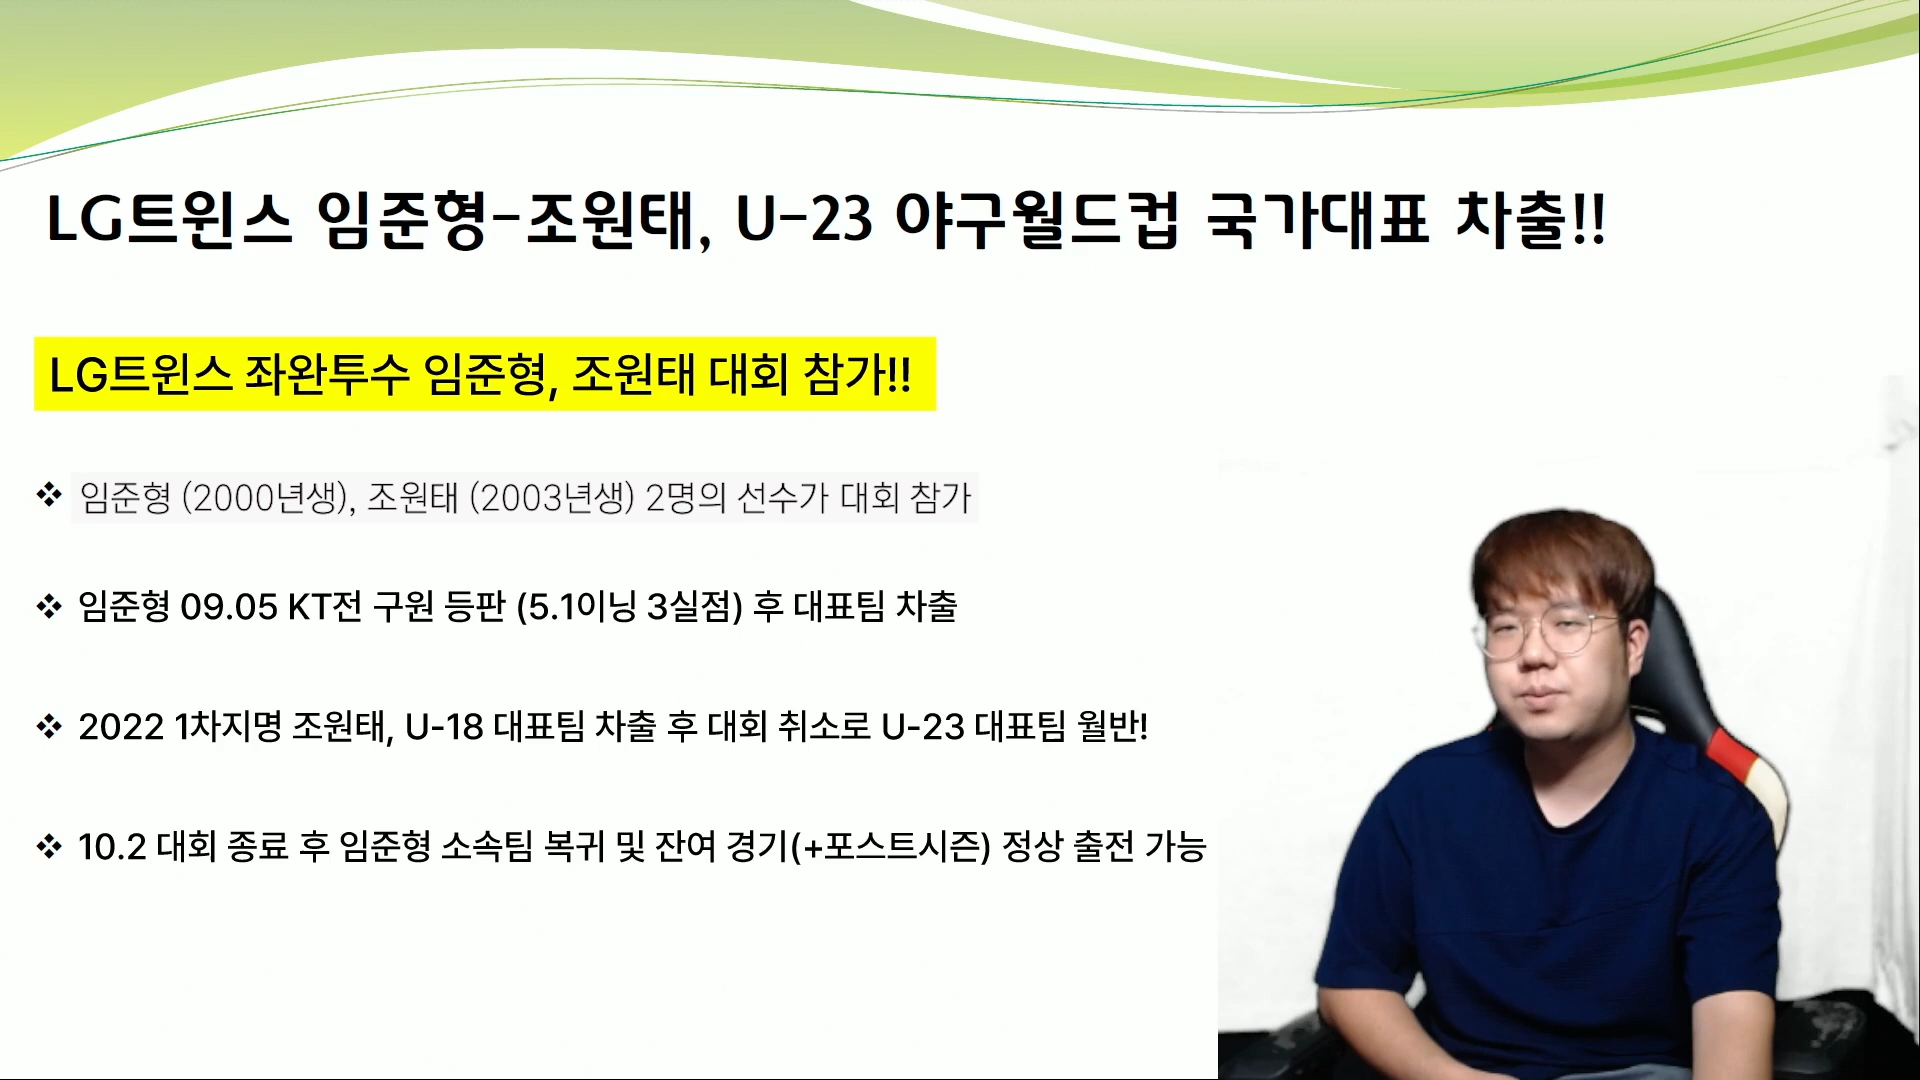 LG트윈스 임준형-조원태, U-23 야구월드컵 국가대표 차출!!
LG트윈스 좌완투수 임준형, 조원태 대회 참가!!
❖ 임준형 (2000년생), 조원태 (2003년생) 2명의 선수가 대회 참가
❖ 임준형 09.05 KT전 구원 등판 (5.1이닝 3실점) 후 대표팀 차출
❖ 2022 1차지명 조원태, U-18 대표팀 차출 후 대회 취소로 U-23 대표팀 월반!
❖ 10.2 대회 종료 후 임준형 소속팀 복귀 및 잔여 경기(+포스트시즌) 정상 출전 가능